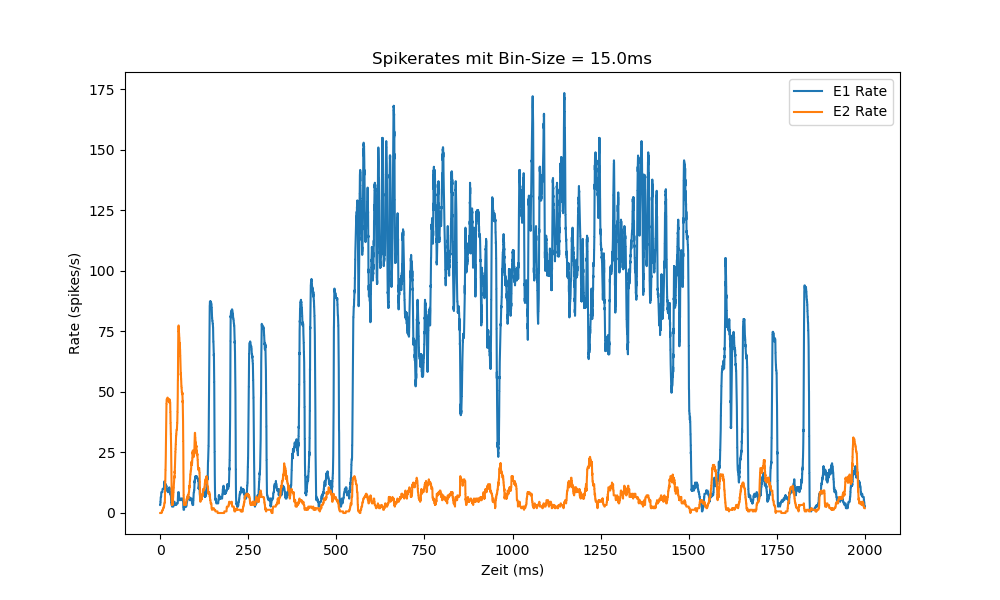 Spikerates mit Bin-Size = 15.0ms
E1 Rate
E2 Rate
175
150
125
100
75
50
25
0
Rate (spikes/s)
0 250 500 750 1000 1250 1500 1750 2000
Zeit (ms)